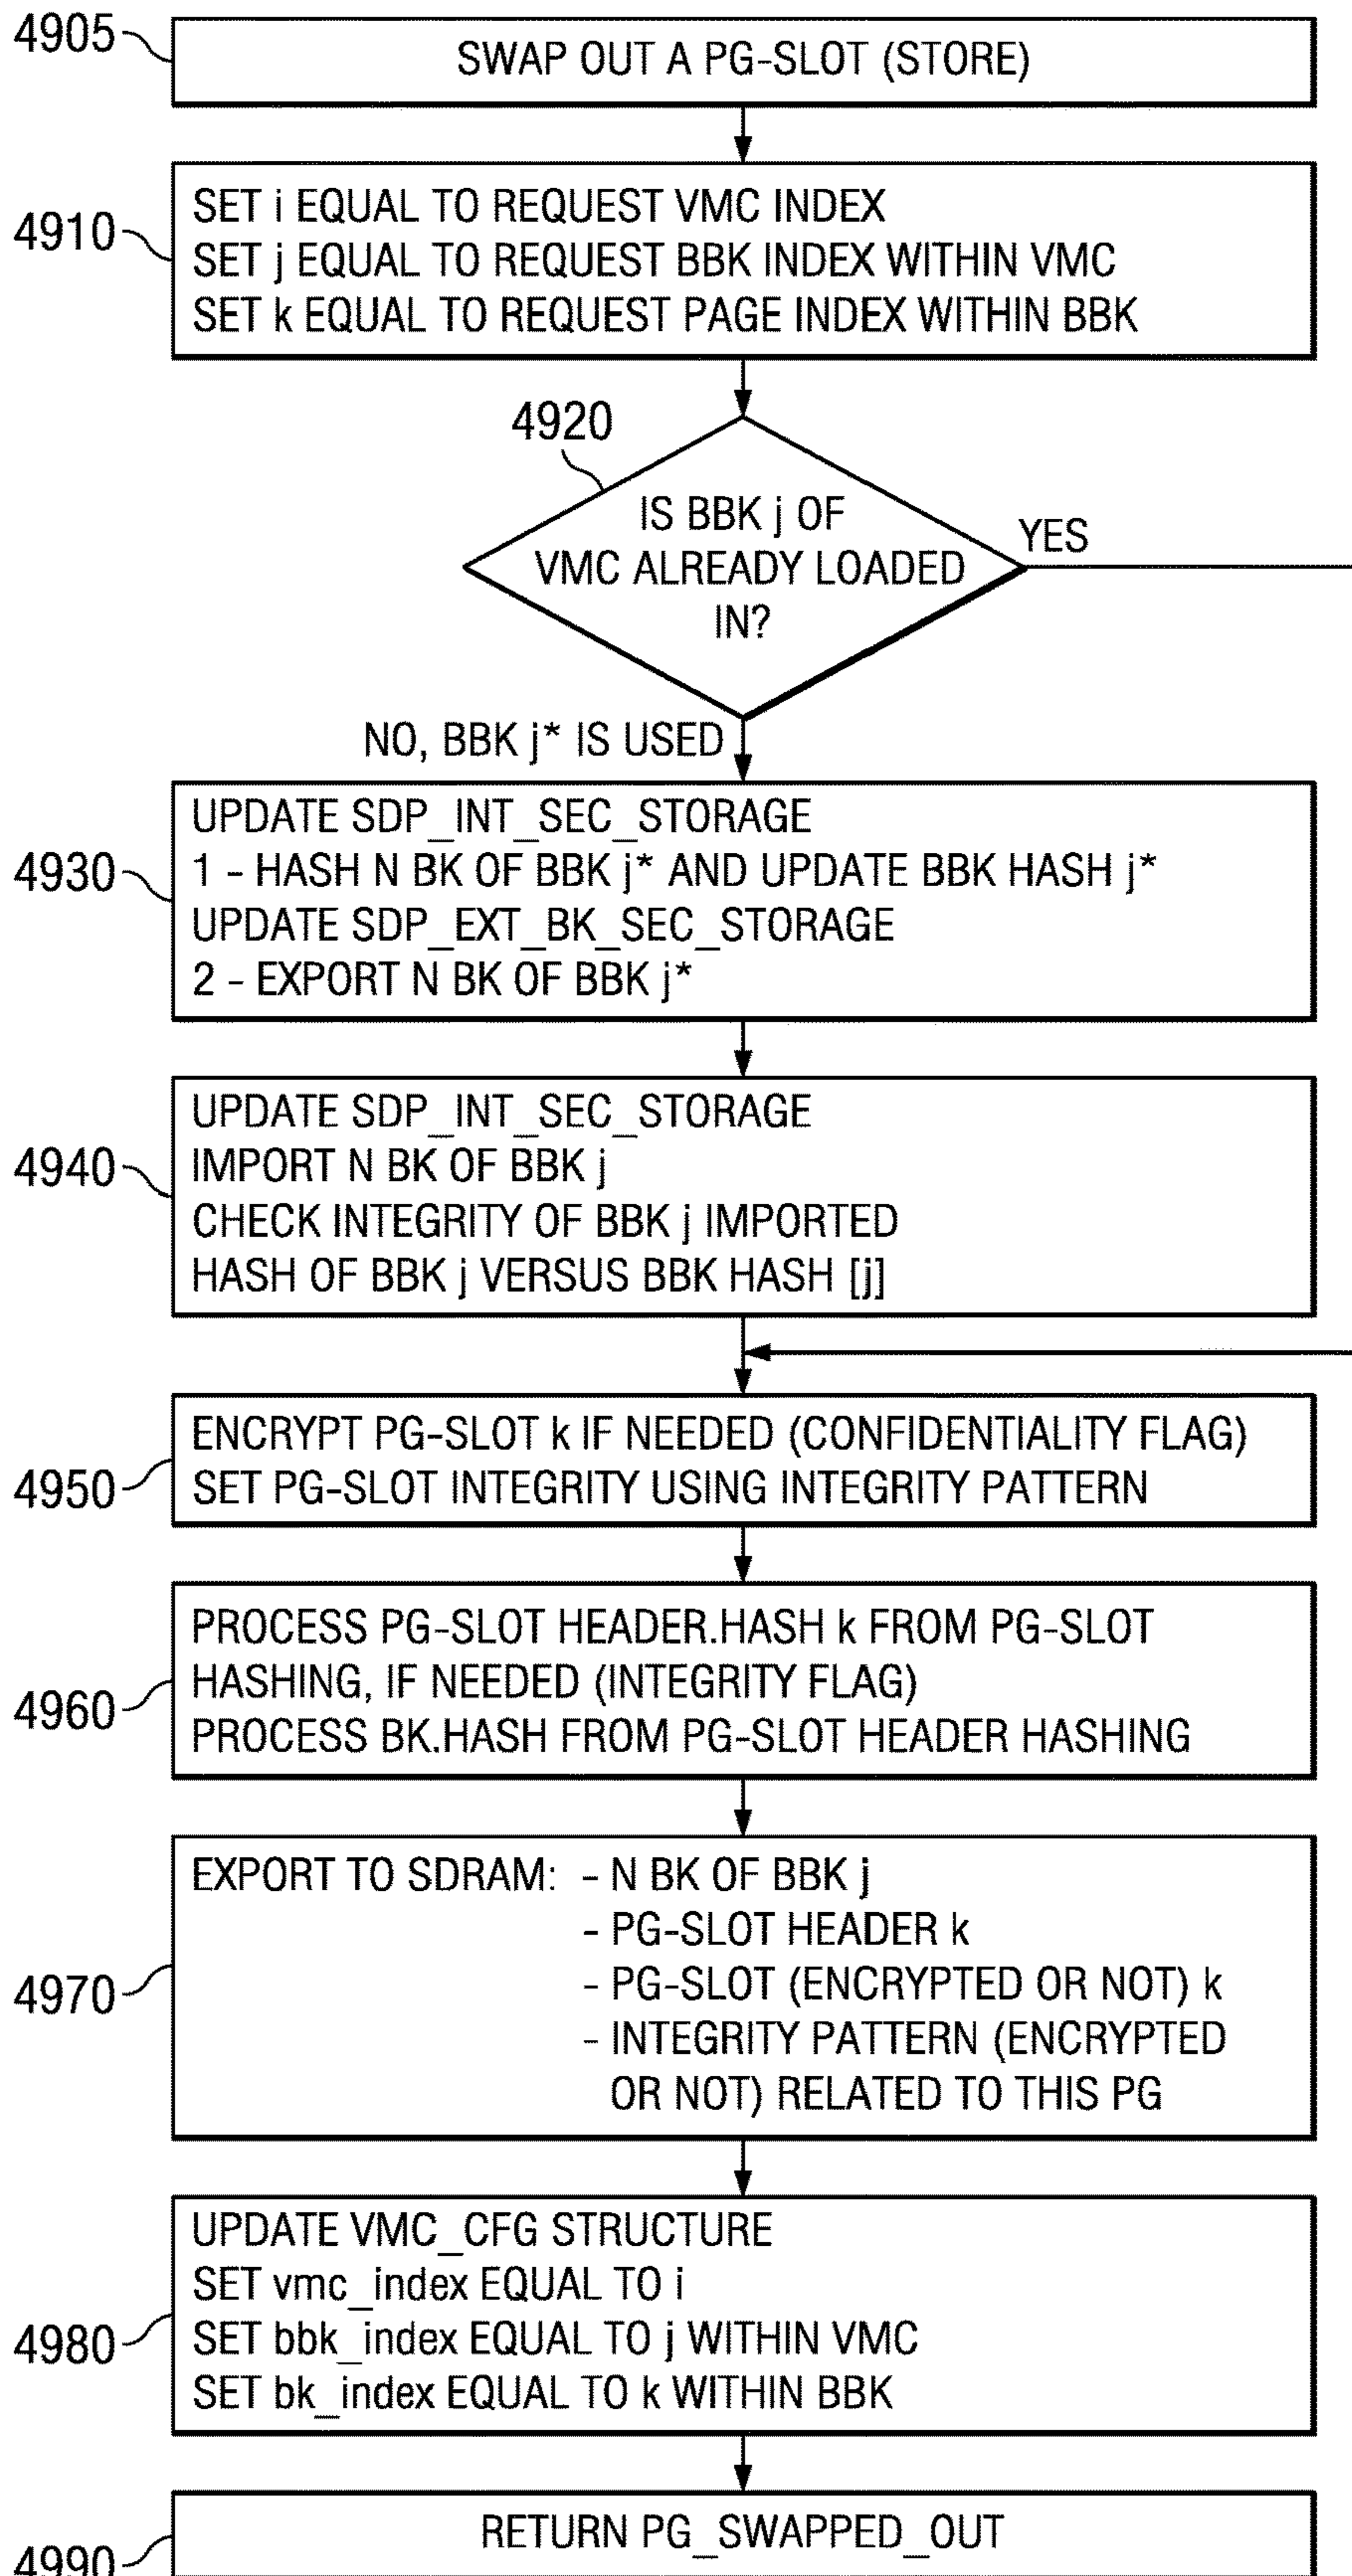 4905
SWAP OUT A PG-SLOT (STORE)
4910
SET i EQUAL TO REQUEST VMC INDEX
SET j EQUAL TO REQUEST BBK INDEX WITHIN VMC
SET k EQUAL TO REQUEST PAGE INDEX WITHIN BBK
4920
IS BBK j OF
VMC ALREADY LOADED
IN?
YES
NO, BBK j* IS USED
4930
UPDATE SDP_INT_SEC_STORAGE
1 - HASH N BK OF BBK j* AND UPDATE BBK HASH j*
UPDATE SDP_EXT_BK_SEC_STORAGE
2 - EXPORT N BK OF BBK j*
4940
UPDATE SDP_INT_SEC_STORAGE
IMPORT N BK OF BBK j
CHECK INTEGRITY OF BBK j IMPORTED
HASH OF BBK j VERSUS BBK HASH [j]
4950
ENCRYPT PG-SLOT k IF NEEDED (CONFIDENTIALITY FLAG)
SET PG-SLOT INTEGRITY USING INTEGRITY PATTERN
4960
PROCESS PG-SLOT HEADER.HASH k FROM PG-SLOT
HASHING, IF NEEDED (INTEGRITY FLAG)
PROCESS BK.HASH FROM PG-SLOT HEADER HASHING
4970
EXPORT TO SDRAM: - N BK OF BBK j
- PG-SLOT HEADER k
- PG-SLOT (ENCRYPTED OR NOT) k
- INTEGRITY PATTERN (ENCRYPTED
OR NOT) RELATED TO THIS PG
4980
UPDATE VMC_CFG STRUCTURE
SET vmc_index EQUAL TO i
SET bbk_index EQUAL TO j WITHIN VMC
SET bk_index EQUAL TO k WITHIN BBK
4990
RETURN PG_SWAPPED_OUT